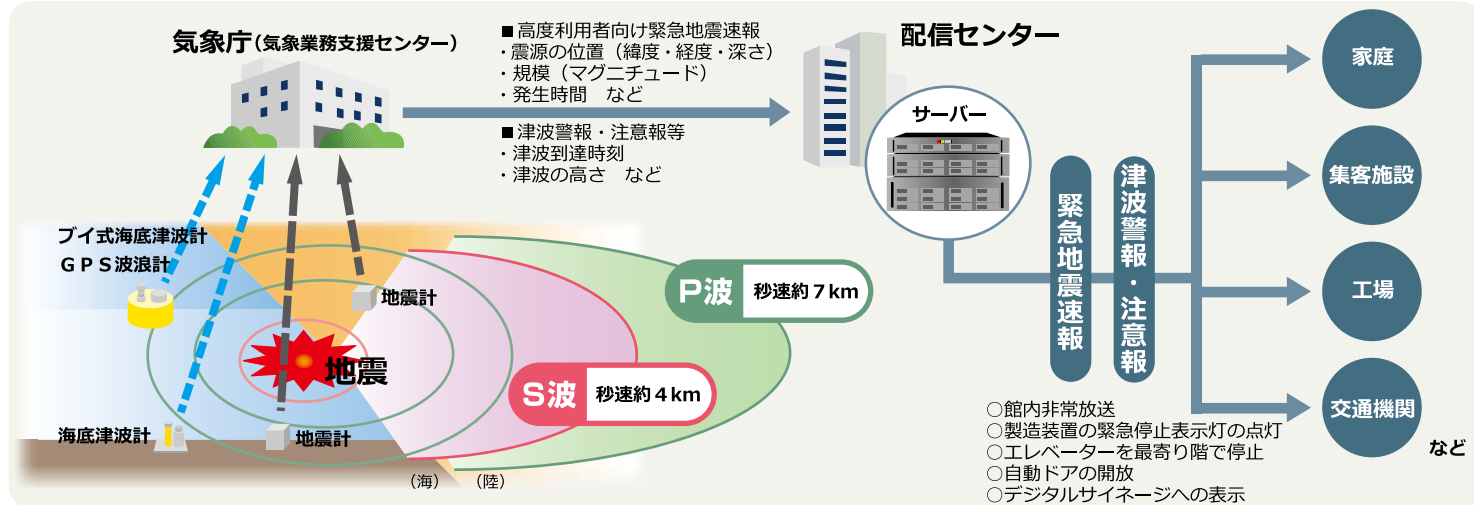 気象庁(気象業務支援センター)
■高度利用者向け緊急地震速報
・震源の位置（緯度・経度・深さ）
・規模（マグニチュード）
・発生時間　など
■津波警報・注意報等
・津波到達時刻
・津波の高さ　など
配信センター
サーバー
緊急地震速報
津波警報・注意報
家庭
集客施設
工場
交通機関
など
ブイ式海底津波計
ＧＰＳ波浪計
地震計
地震
海底津波計
地震計
P波 秒速約７km
S波 秒速約４km
（海）
（陸）
○館内非常放送
○製造装置の緊急停止表示灯の点灯
○エレベーターを最寄り階で停止
○自動ドアの開放
○デジタルサイネージへの表示